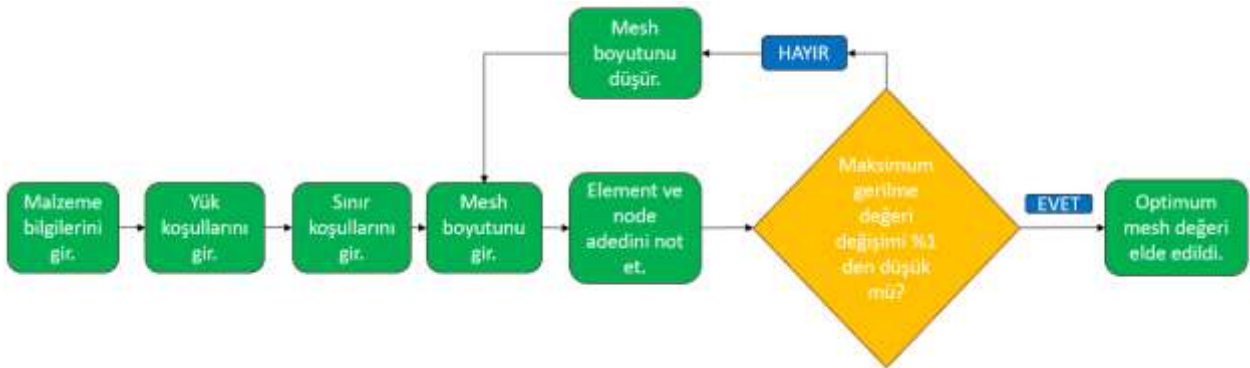 Mesh
boyutunu
düşür.
HAYIR
Malzeme
bilgilerini
gir.
Yük
koşullarını
gir.
Sınır
koşullarını
gir.
Mesh
boyutunu
gir.
Element ve
node
adedini not
et.
Maksimum
gerilme
değeri
değişimi %1
den düşük
mü?
EVET
Optimum
mesh değeri
elde edildi.